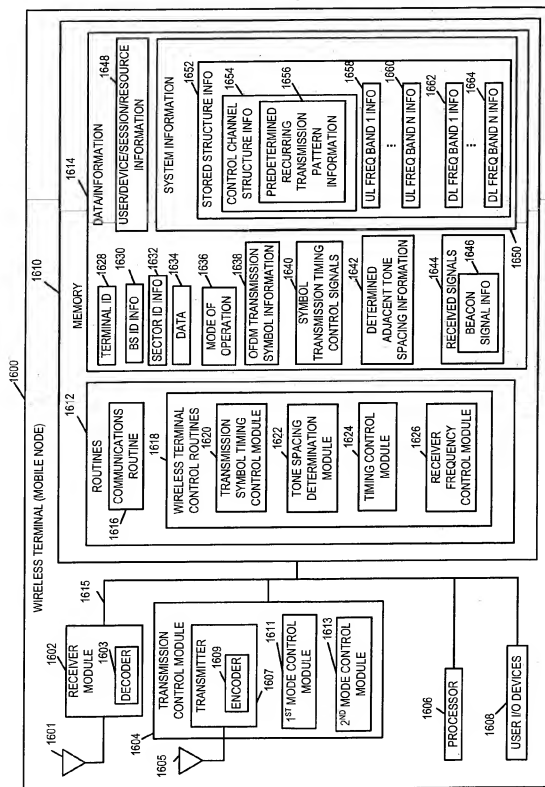 1600
WIRELESS TERMINAL (MOBILE NODE)
1601
1602
RECEIVER
MODULE
1603
DECODER
1615
1604
TRANSMISSION
CONTROL MODULE
TRANSMITTER
1609
ENCODER
1607
1605
1611
1ST MODE CONTROL
MODULE
1613
2ND MODE CONTROL
MODULE
1606
PROCESSOR
1608
USER I/O DEVICES
1610
MEMORY
1612
ROUTINES
COMMUNICATIONS
ROUTINE
1616
1618
WIRELESS TERMINAL
CONTROL ROUTINES
1620
TRANSMISSION
SYMBOL TIMING
CONTROL MODULE
1622
TONE SPACING
DETERMINATION
MODULE
1624
TIMING CONTROL
MODULE
1626
RECEIVER
FREQUENCY
CONTROL MODULE
1614
DATA/INFORMATION
1628
TERMINAL ID
1630
BS ID INFO
1632
SECTOR ID INFO
1634
DATA
1636
MODE OF
OPERATION
1638
OFDM TRANSMISSION
SYMBOL INFORMATION
1640
SYMBOL
TRANSMISSION TIMING
CONTROL SIGNALS
1642
DETERMINED
ADJACENT TONE
SPACING INFORMATION
1644
RECEIVED SIGNALS
1646
BEACON
SIGNAL INFO
1648
USER/DEVICE/SESSION/RESOURCE
INFORMATION
1650
SYSTEM INFORMATION
1652
STORED STRUCTURE INFO
1654
CONTROL CHANNEL
STRUCTURE INFO
1656
PREDETERMINED
RECURRING
TRANSMISSION
PATTERN
INFORMATION
1658
UL FREQ BAND 1 INFO
⋮
1660
UL FREQ BAND N INFO
1662
DL FREQ BAND 1 INFO
⋮
1664
DL FREQ BAND N INFO